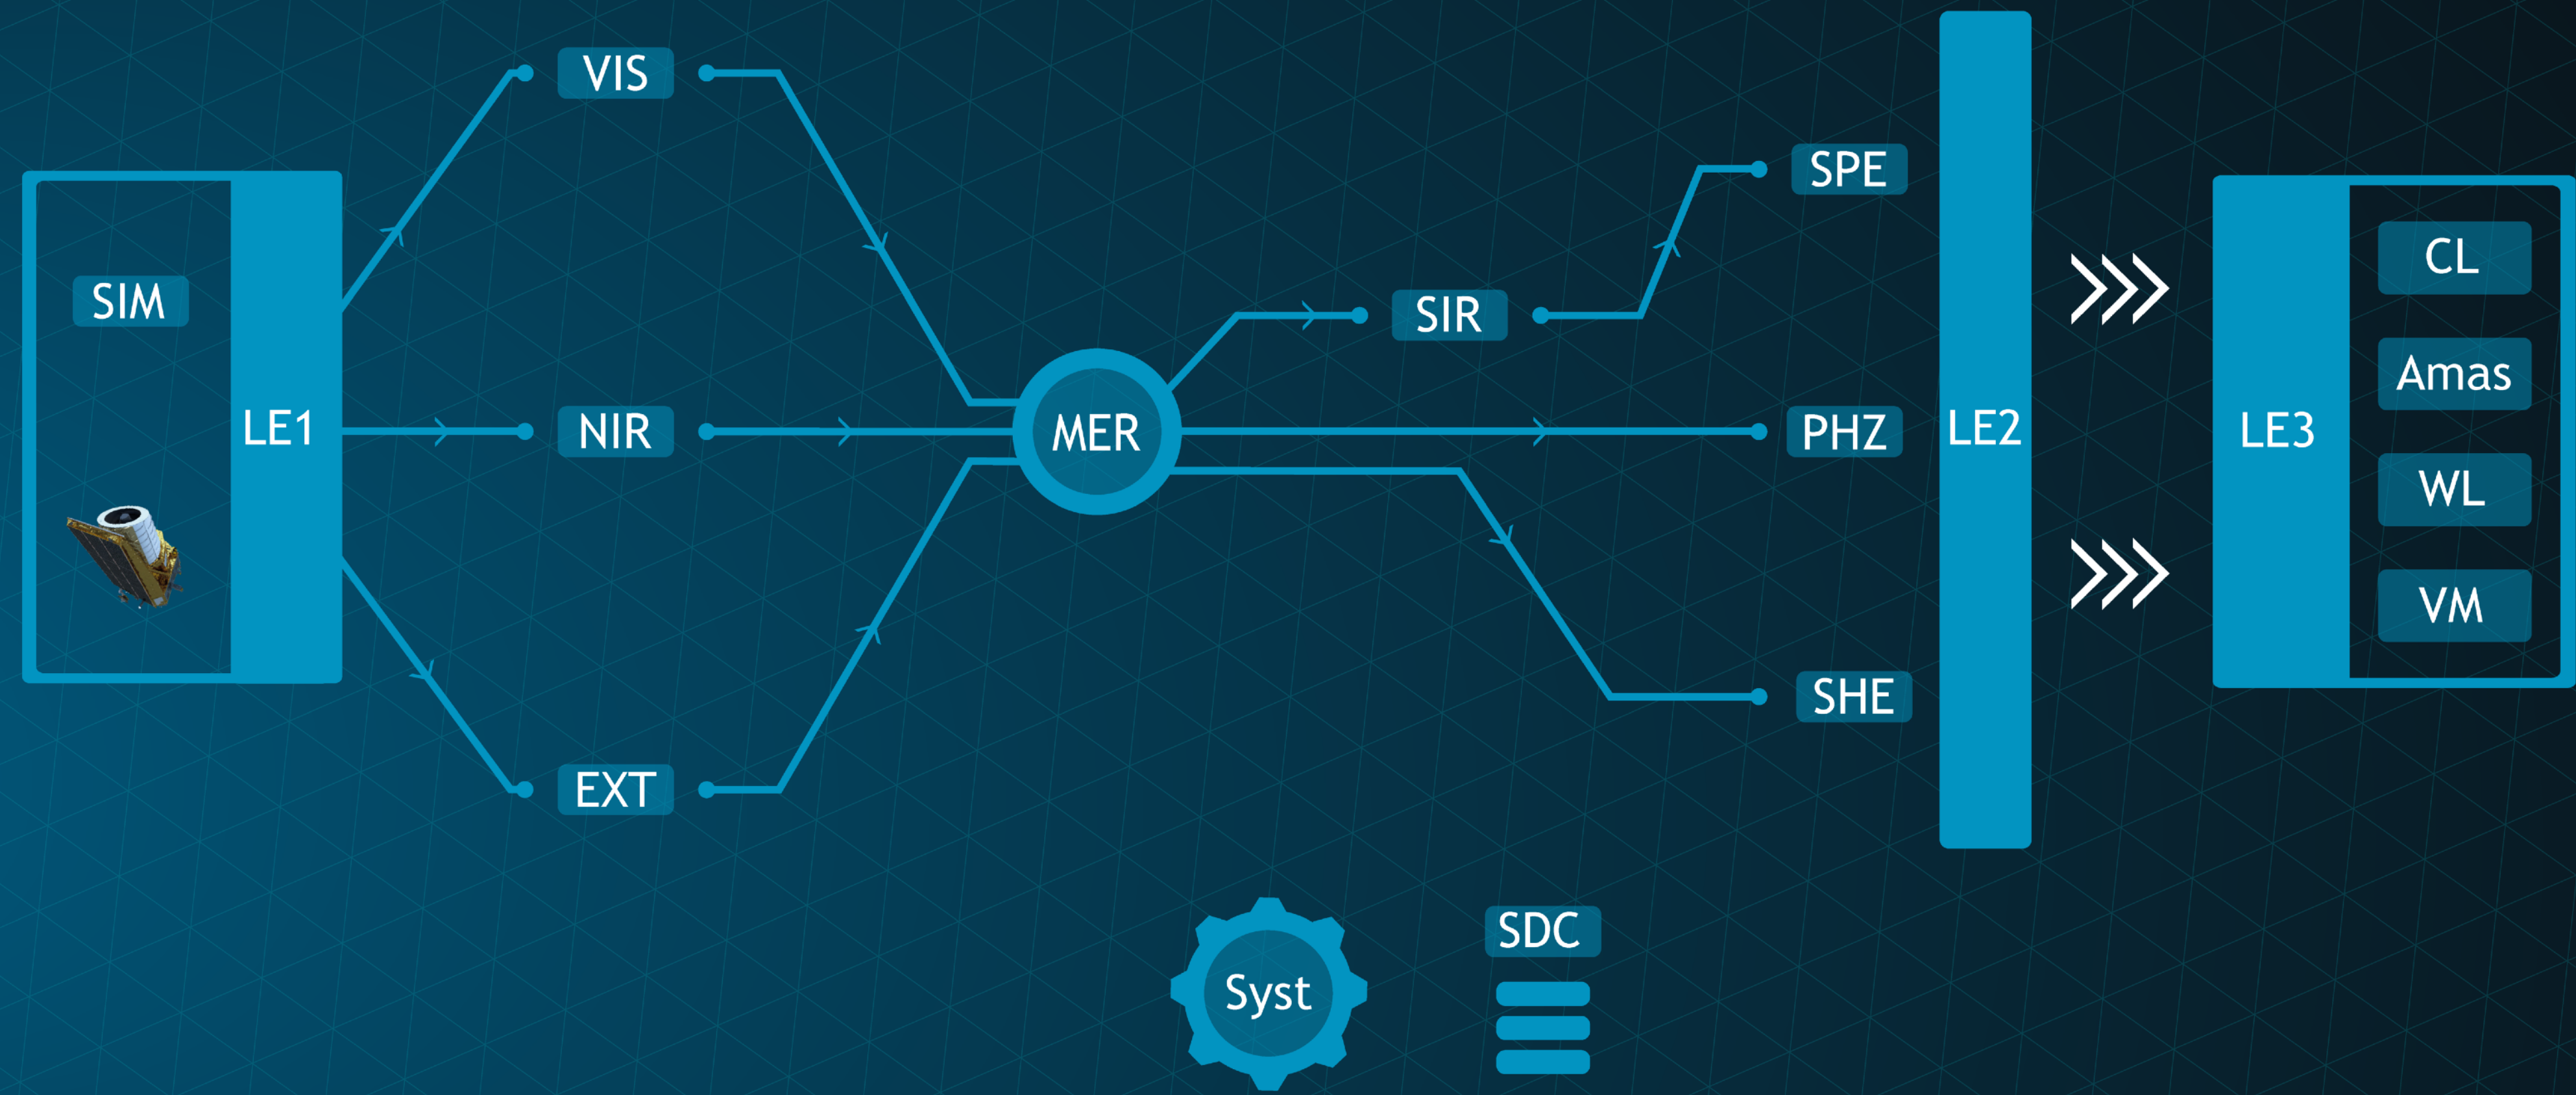 SIM
LE1
VIS
NIR
EXT
MER
SIR
SPE
PHZ
SHE
LE2
LE3
CL
Amas
WL
VM
Syst
SDC